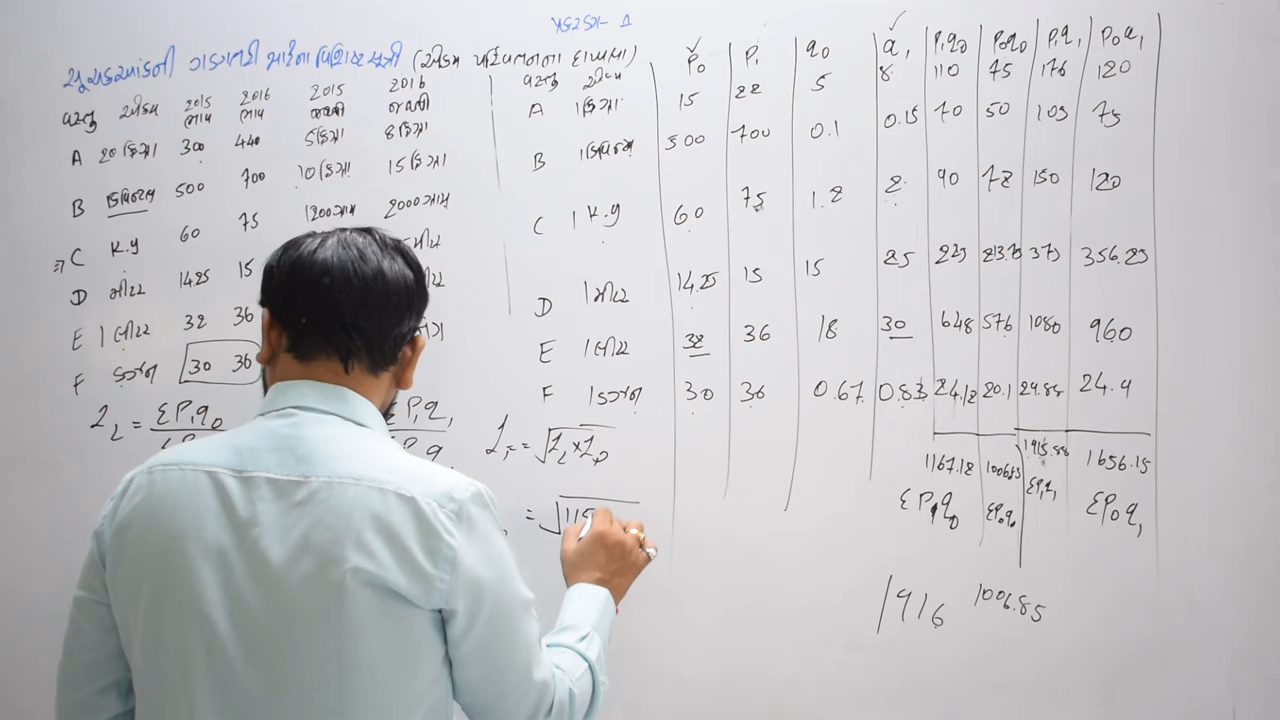 પ્રકરણ - 1
સૂચકઆંકની ગણતરી માટેના વિશિષ્ટ સૂત્રો (એકમ પરિવર્તનના દાખલા)
વસ્તુ એકમ 2015 ભાવ 2016 ભાવ 2015 જથ્થો 2016 જથ્થો
A 20 કિગ્રા 300 440 5 કિગ્રા 8 કિગ્રા
B ક્વિન્ટલ 500 700 10 કિગ્રા 15 કિગ્રા
⇒ C K.g 60 75 1200 ગ્રામ 2000 ગ્રામ
D મીટર 14.25 15 મીટર
E 1 લીટર 32 36
F ડઝન 30 36
I_L = ΣP₁q₀
ΣP₁q₁
I_F = √I_L × I_P
= √115
વસ્તુ એકમ P₀ P₁ q₀ q₁ P₁q₀ P₀q₀ P₁q₁ P₀q₁
A 1 કિગ્રા 15 22 5 8 110 75 176 120
B 1 ક્વિન્ટલ 500 700 0.1 0.15 70 50 105 75
C 1 K.g 60 75 1.2 2 90 72 150 120
D 1 મીટર 14.25 15 15 25 225 213.75 375 356.25
E 1 લીટર 32 36 18 30 648 576 1080 960
F 1 ડઝન 30 36 0.67 0.83 24.12 20.1 29.88 24.9
1167.12 1006.85 1915.88 1656.15
ΣP₁q₀ ΣP₀q₀ ΣP₁q₁ ΣP₀q₁
1916 1006.85